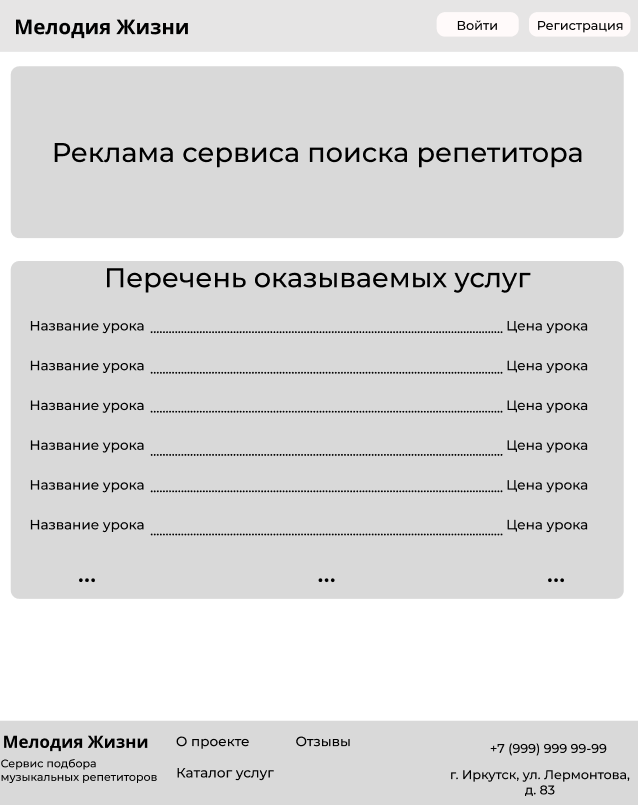 Мелодия Жизни
Войти
Регистрация
Реклама сервиса поиска репетитора
Перечень оказываемых услуг
Название урока ........ Цена урока
Название урока ........ Цена урока
Название урока ........ Цена урока
Название урока ........ Цена урока
Название урока ........ Цена урока
Название урока ........ Цена урока
... ... ...
Мелодия Жизни
Сервис подбора
музыкальных репетиторов
О проекте
Отзывы
Каталог услуг
+7 (999) 999 99-99
г. Иркутск, ул. Лермонтова,
д. 83